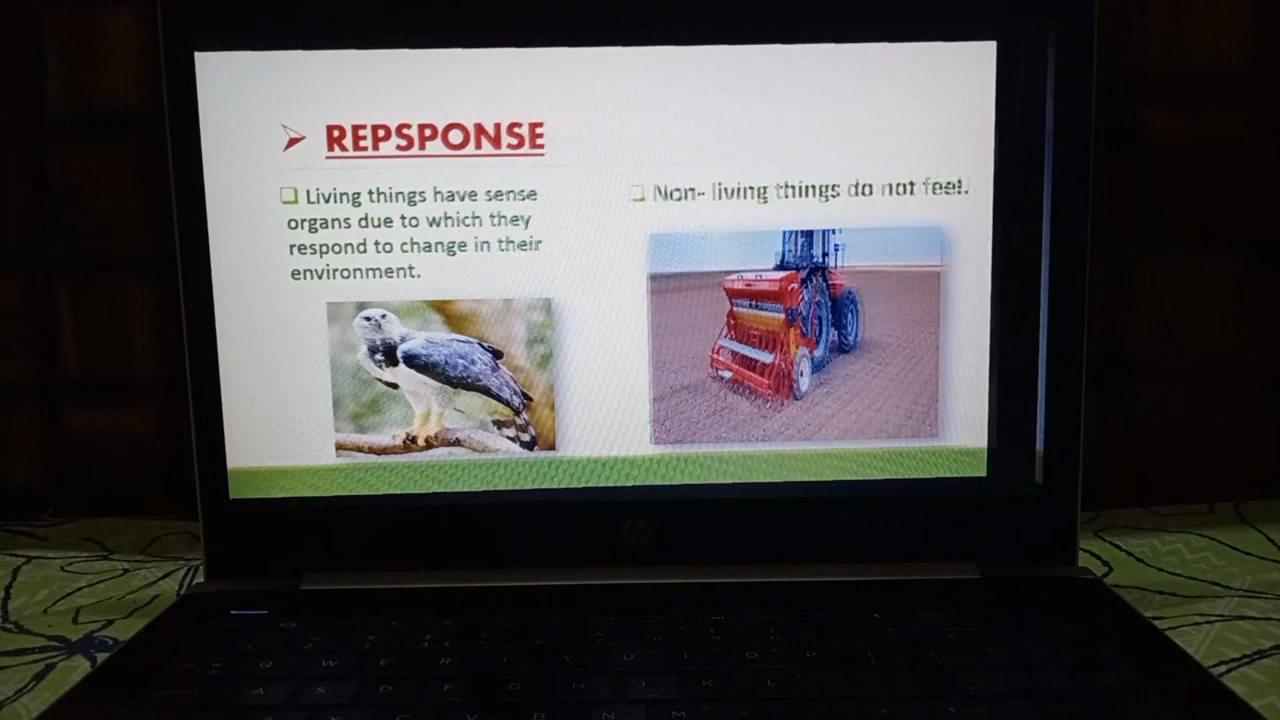 REPSPONSE
Living things have sense
organs due to which they
respond to change in their
environment.
Non- living things do not feel.
hp
Q W E R T Y U I O P
A S D F G H J K L
X C V B N M